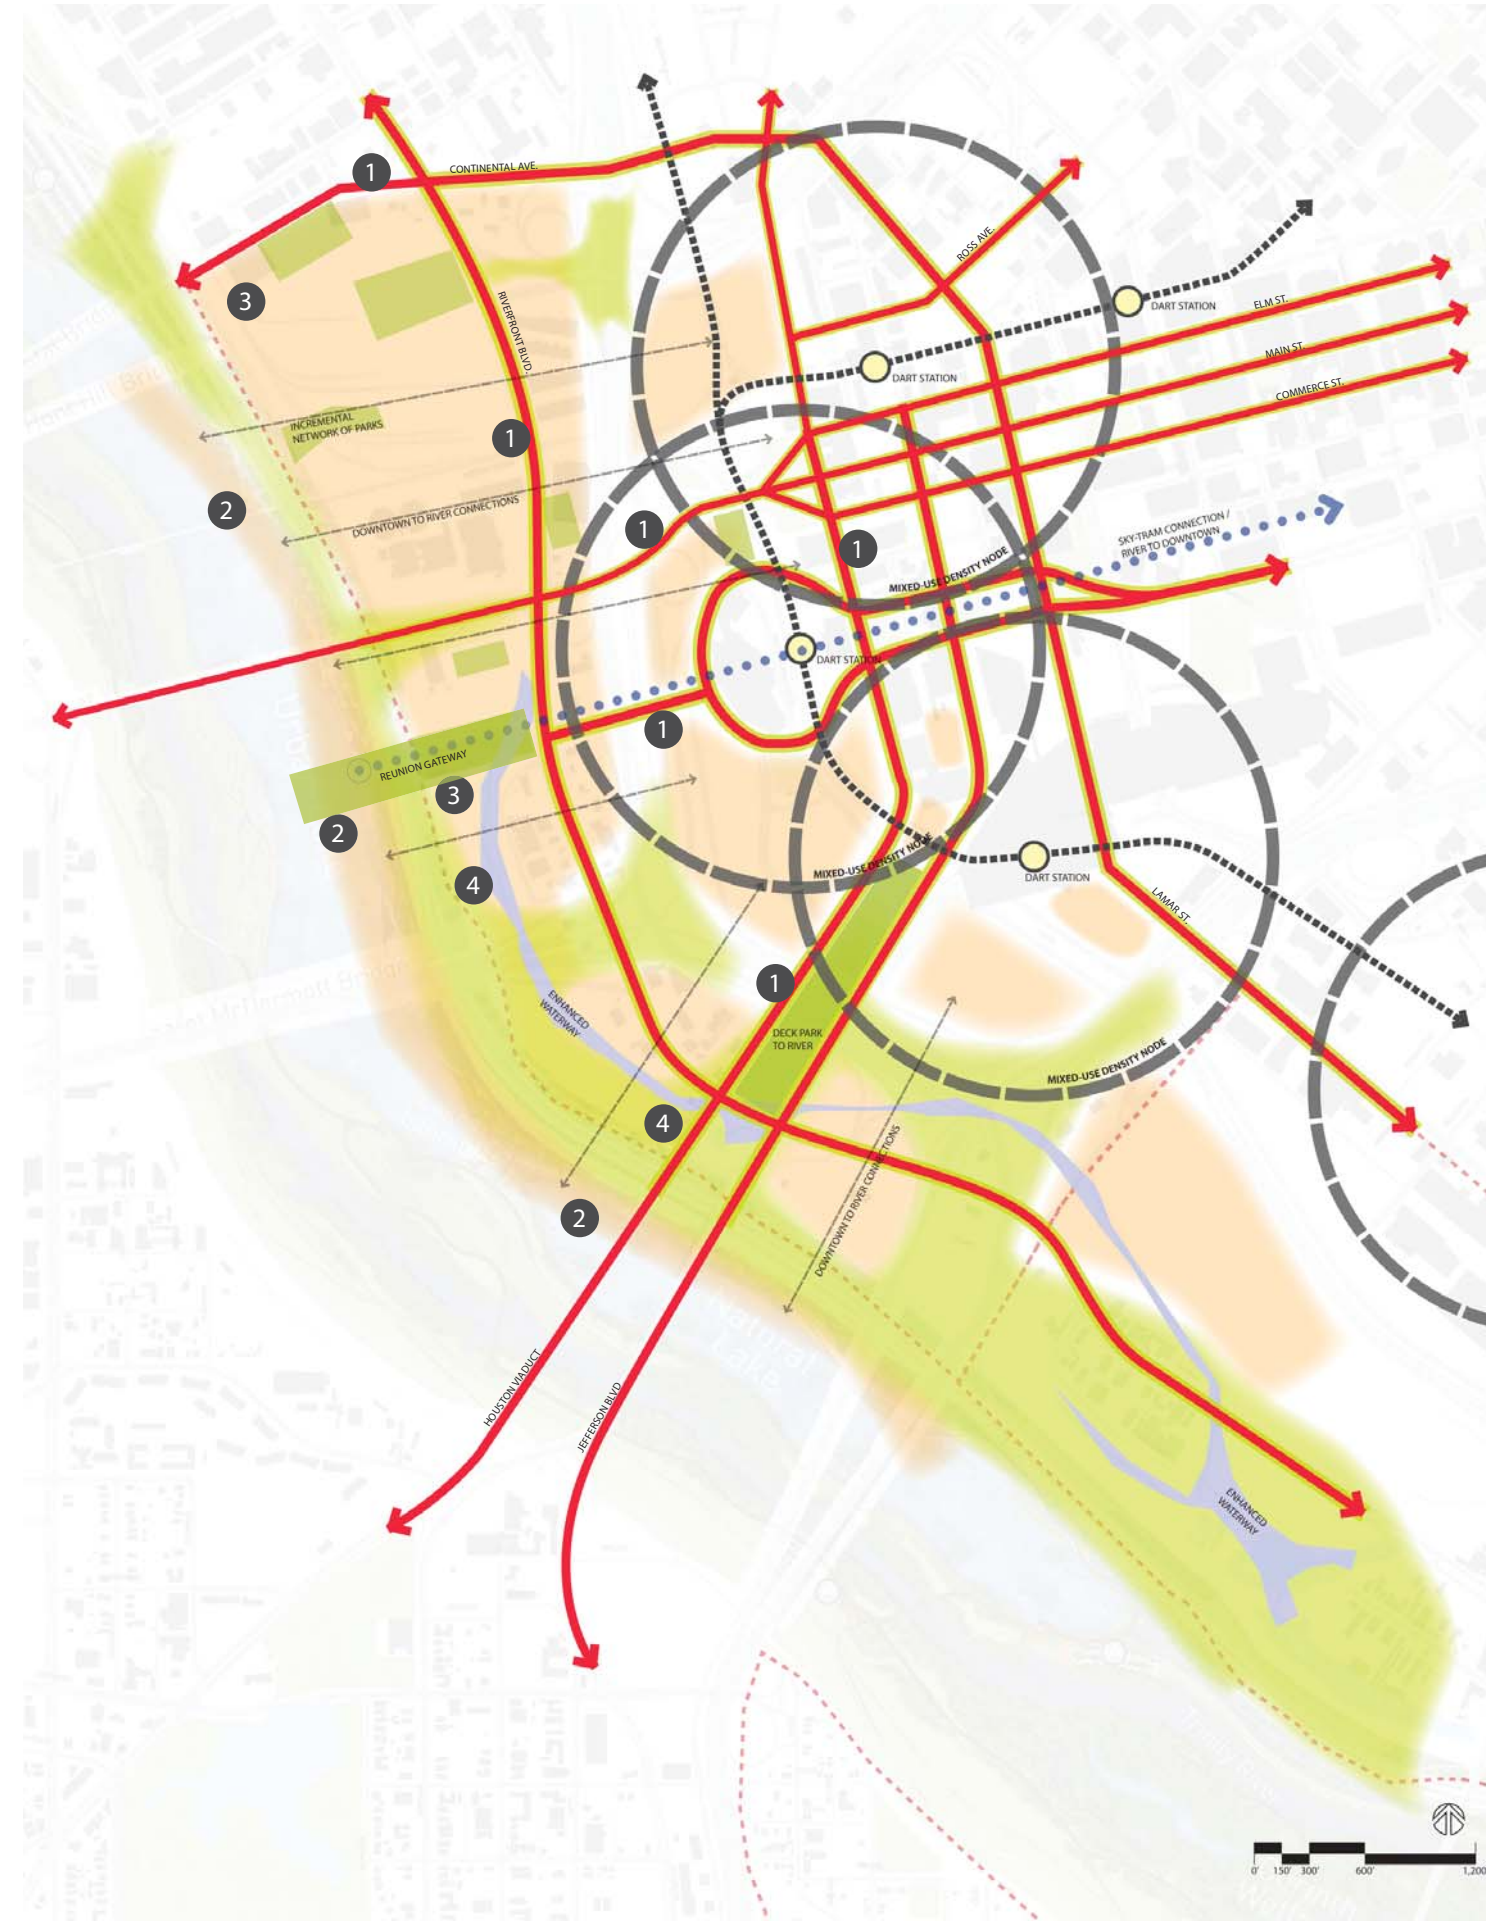 1
CONTINENTAL AVE.
ROSS AVE.
3
RIVERFRONT BLVD.
DART STATION
ELM ST.
MAIN ST.
DART STATION
COMMERCE ST.
INCREMENTAL
NETWORK OF PARKS
1
2
DOWNTOWN TO RIVER CONNECTIONS
1
1
SKY-TRAM CONNECTION /
RIVER TO DOWNTOWN
MIXED-USE DENSITY NODE
DART STATION
1
REUNION GATEWAY
3
2
MIXED-USE DENSITY NODE
4
DART STATION
LAMAR ST.
1
ENHANCED
WATERWAY
DECK PARK
TO RIVER
MIXED-USE DENSITY NODE
4
DOWNTOWN TO RIVER CONNECTIONS
2
Natural
Lake
HOUSTON VIADUCT
JEFFERSON BLVD
ENHANCED
WATERWAY
0' 150' 300' 600' 1,200